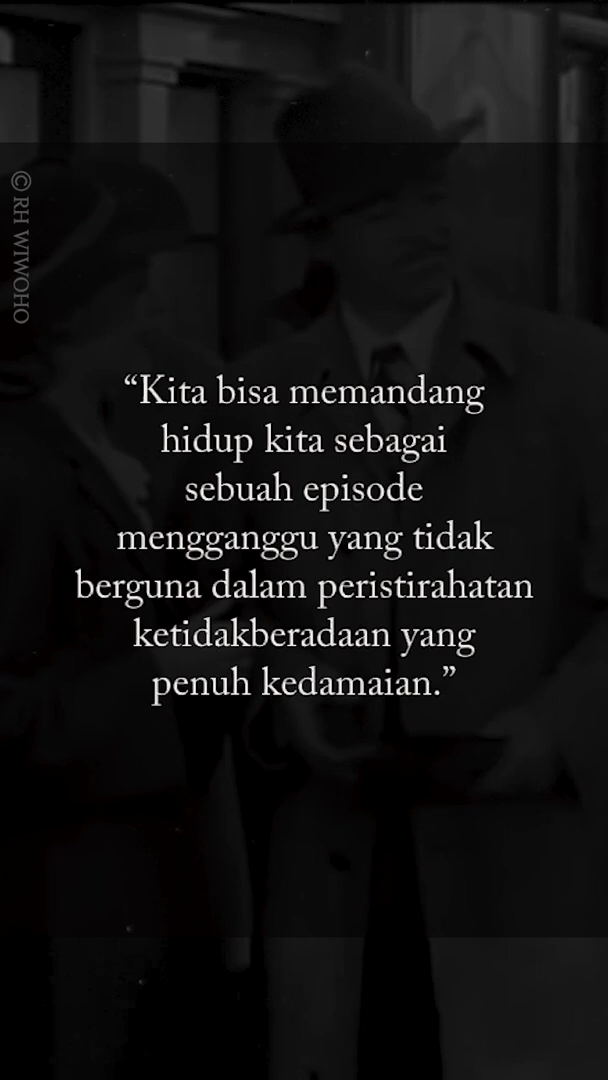 © RH WIWOHO
“Kita bisa memandang
hidup kita sebagai
sebuah episode
mengganggu yang tidak
berguna dalam peristirahatan
ketidakberadaan yang
penuh kedamaian.”